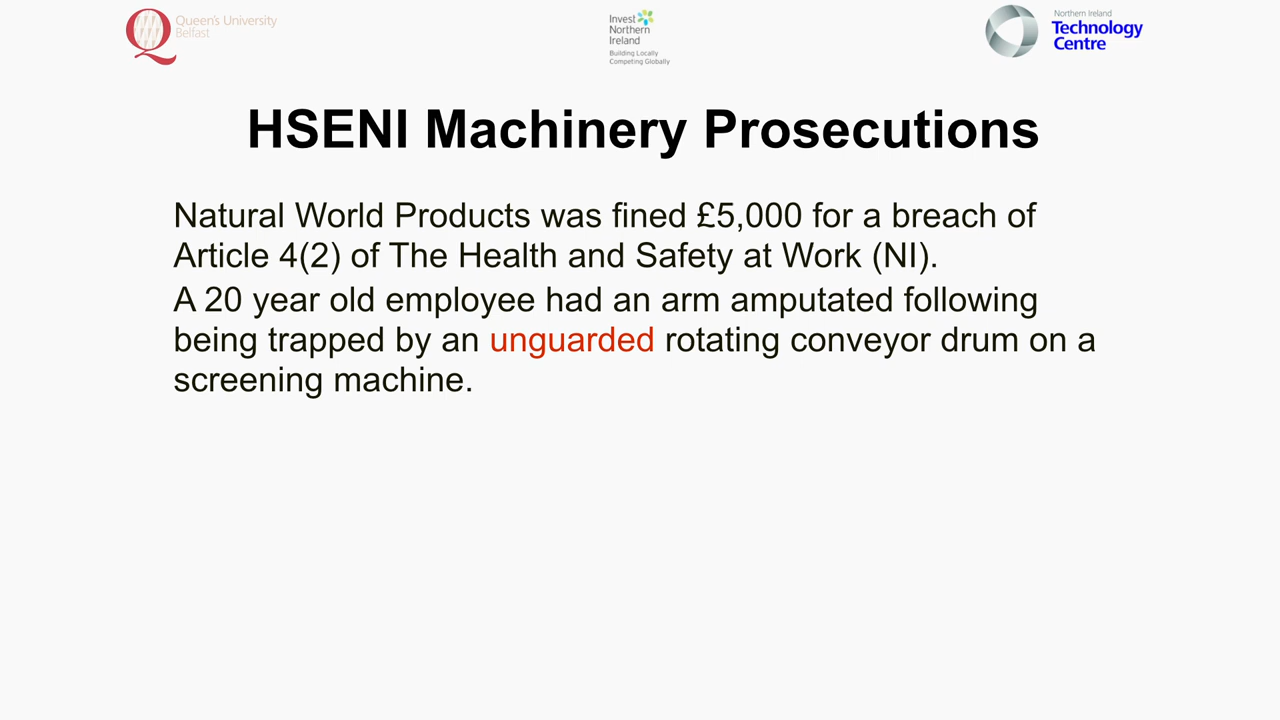 Queen's University
Belfast
Invest
Northern
Ireland
Building Locally
Competing Globally
Northern Ireland
Technology
Centre
HSENI Machinery Prosecutions
Natural World Products was fined £5,000 for a breach of
Article 4(2) of The Health and Safety at Work (NI).
A 20 year old employee had an arm amputated following
being trapped by an unguarded rotating conveyor drum on a
screening machine.